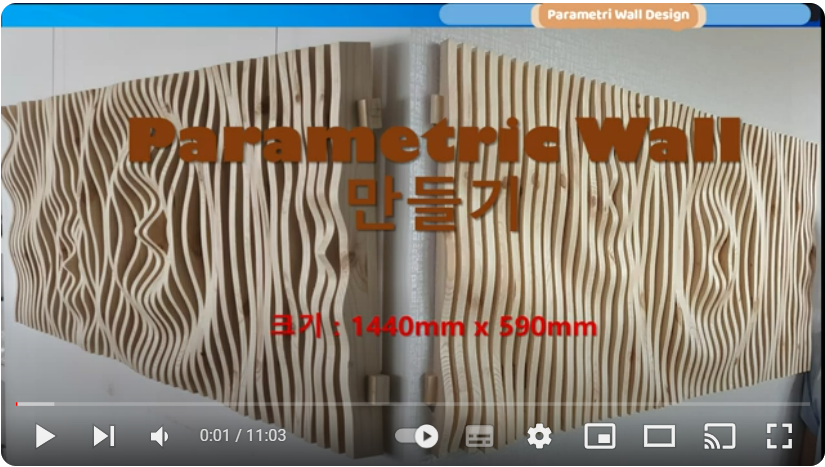 Parametri Wall Design
Parametric Wall
만들기
크기 : 1440mm x 590mm
0:01 / 11:03